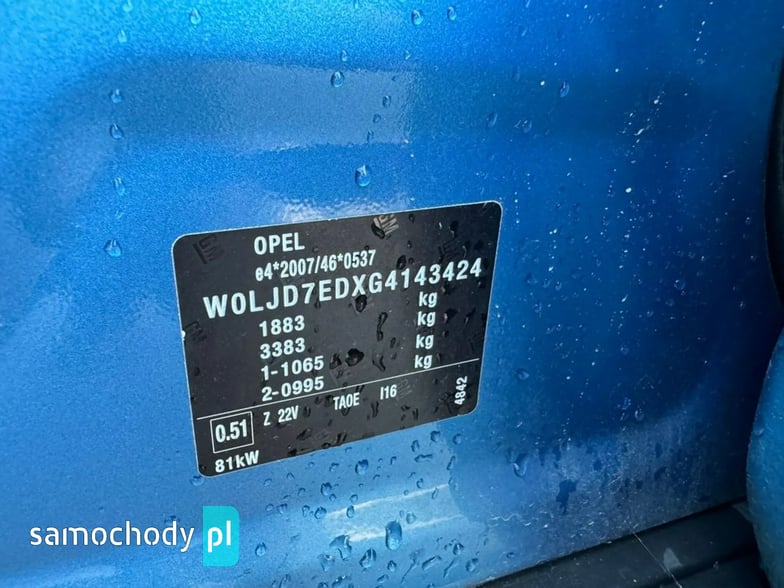 OPEL
e4*2007/46*0537
W0LJD7EDXG4143424
1883 kg
3383 kg
1-1065 kg
2-0995 kg
0.51 Z 22V TA0E I16 4842
81kW
samochody pl